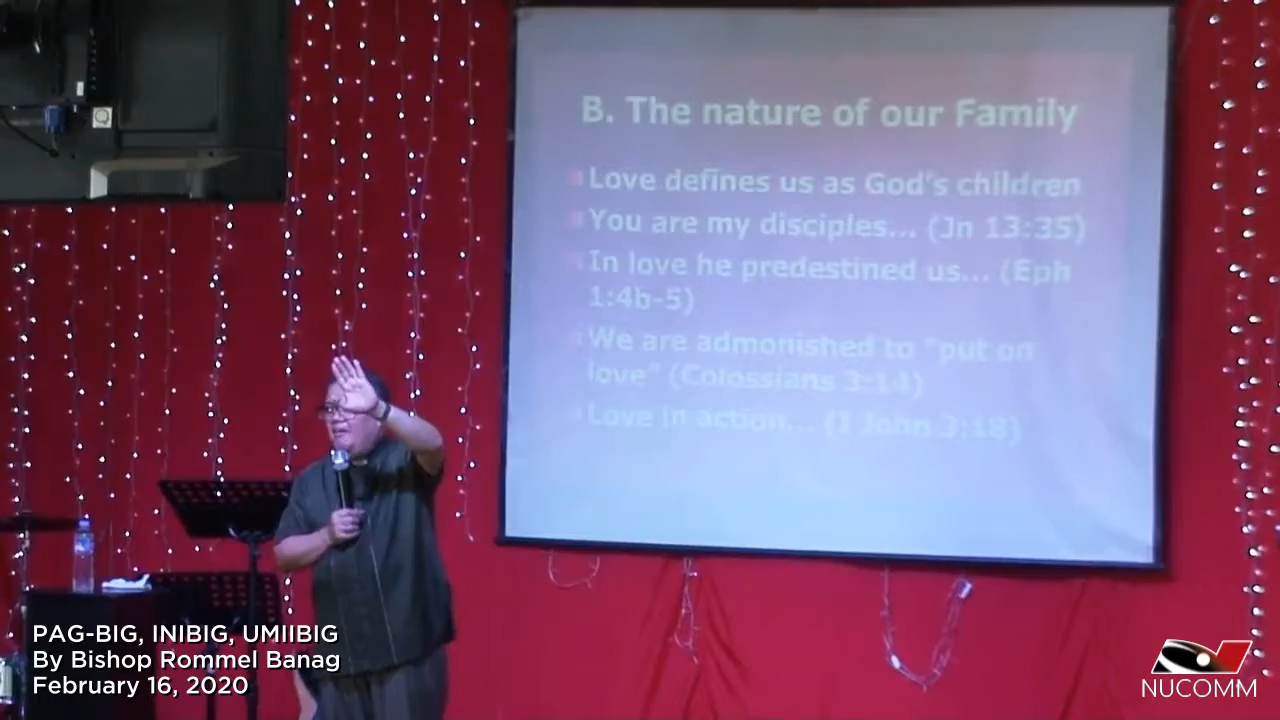 B. The nature of our Family
Love defines us as God's children
You are my disciples... (Jn 13:35)
In love he predestined us... (Eph
1:4b-5)
We are admonished to "put on
love" (Colossians 3:14)
Love in action... (I John 3:18)
PAG-BIG, INIBIG, UMIIBIG
By Bishop Rommel Banag
February 16, 2020
NUCOMM